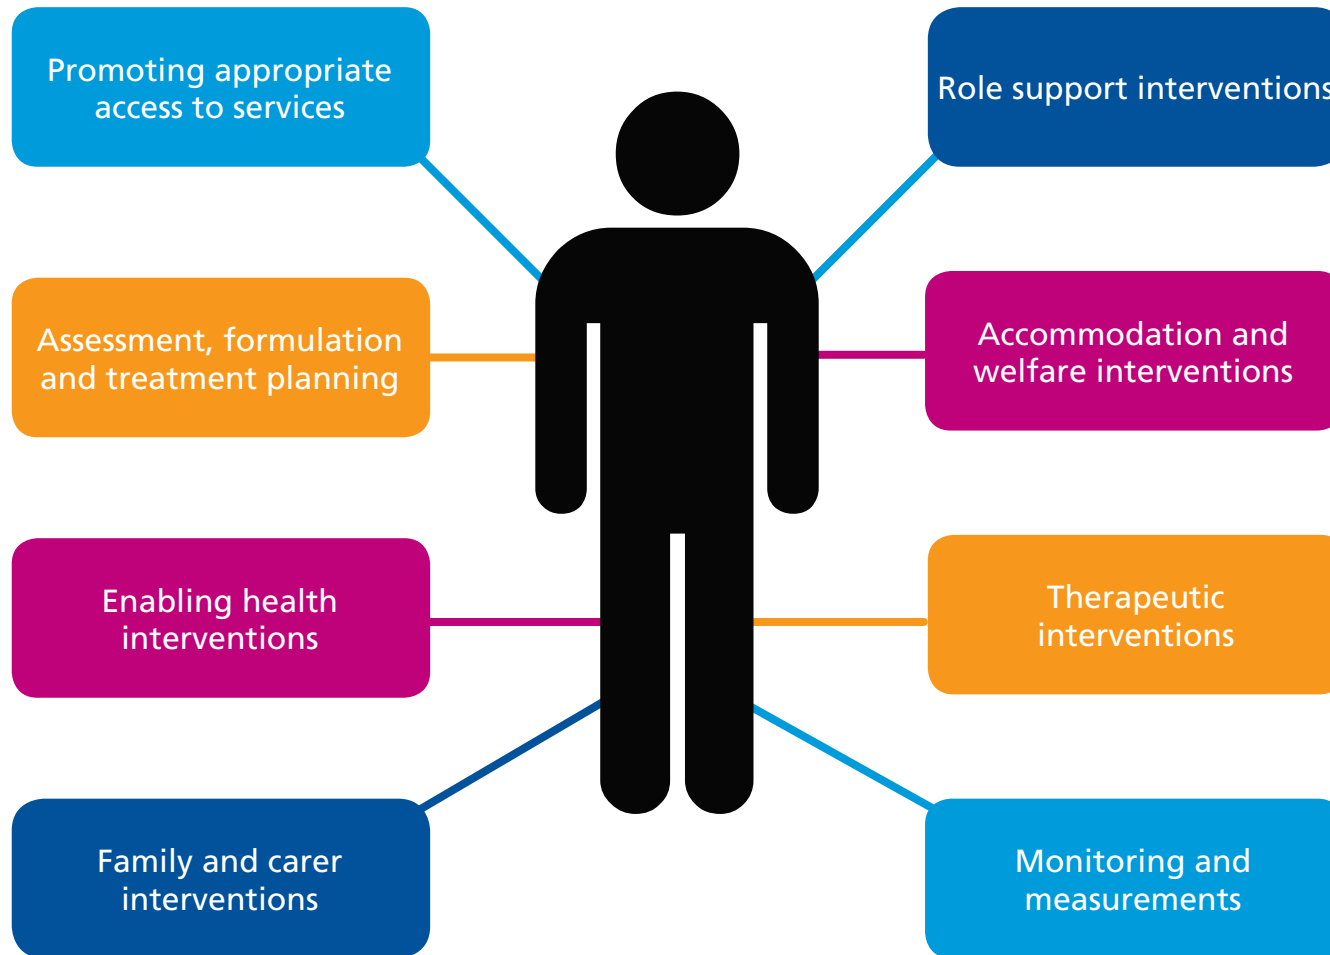 Promoting appropriate
access to services
Role support interventions
Assessment, formulation
and treatment planning
Accommodation and
welfare interventions
Enabling health
interventions
Therapeutic
interventions
Family and carer
interventions
Monitoring and
measurements